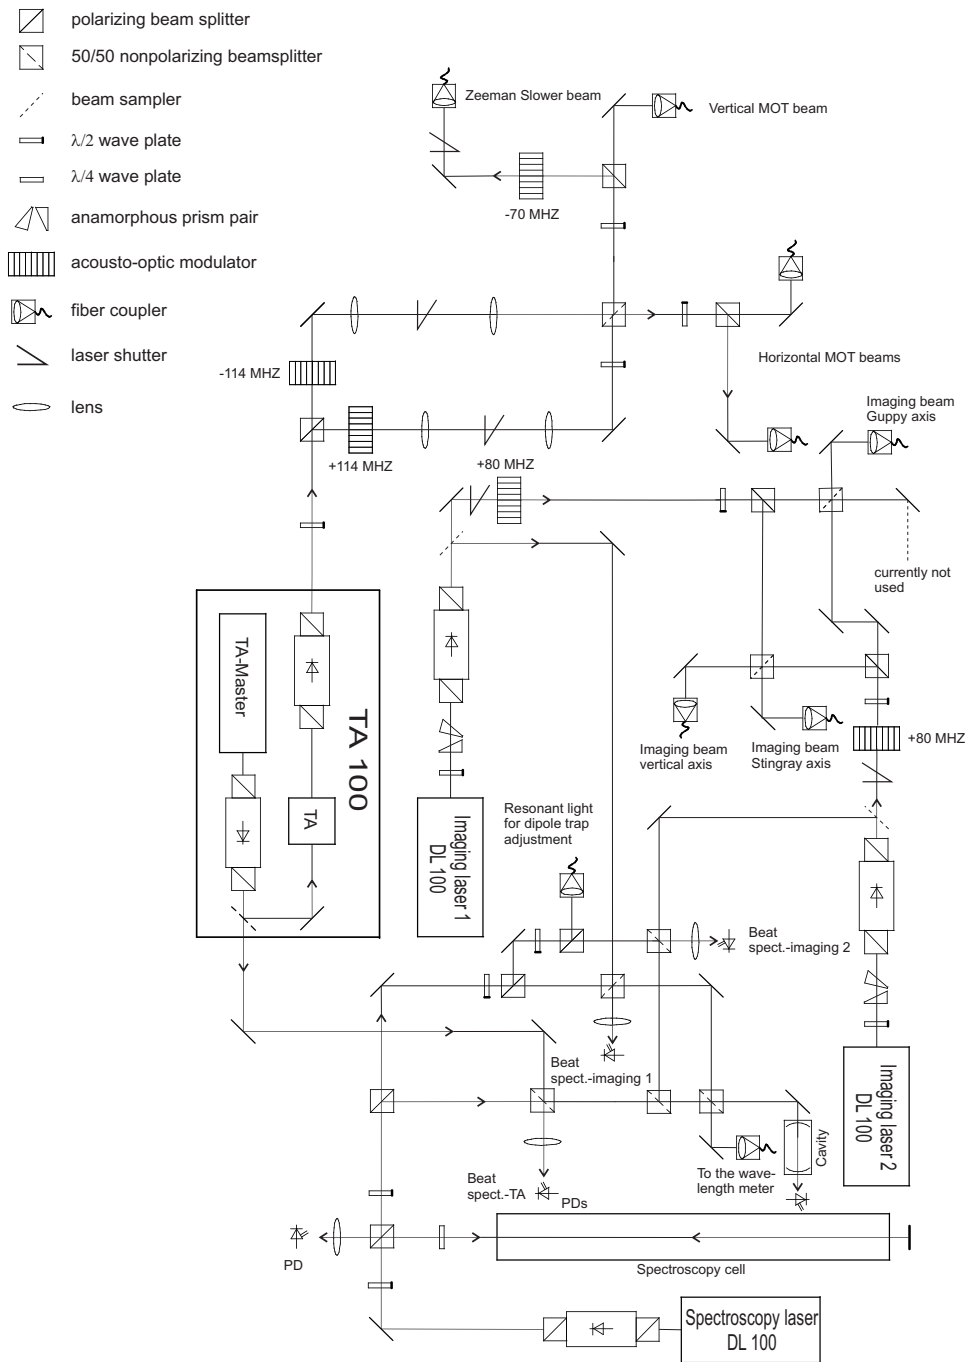 polarizing beam splitter
50/50 nonpolarizing beamsplitter
beam sampler
λ/2 wave plate
λ/4 wave plate
anamorphous prism pair
acousto-optic modulator
fiber coupler
laser shutter
lens
Zeeman Slower beam
Vertical MOT beam
-70 MHZ
Horizontal MOT beams
-114 MHZ
+114 MHZ
Imaging beam
Guppy axis
+80 MHZ
currently not
used
TA-Master
TA
TA 100
Imaging laser 1
DL 100
Imaging beam
vertical axis
Imaging beam
Stingray axis
+80 MHZ
Resonant light
for dipole trap
adjustment
Beat
spect.-imaging 2
Beat
spect.-imaging 1
Imaging laser 2
DL 100
Cavity
To the wave-
length meter
Beat
spect.-TA
PDs
PD
Spectroscopy cell
Spectroscopy laser
DL 100